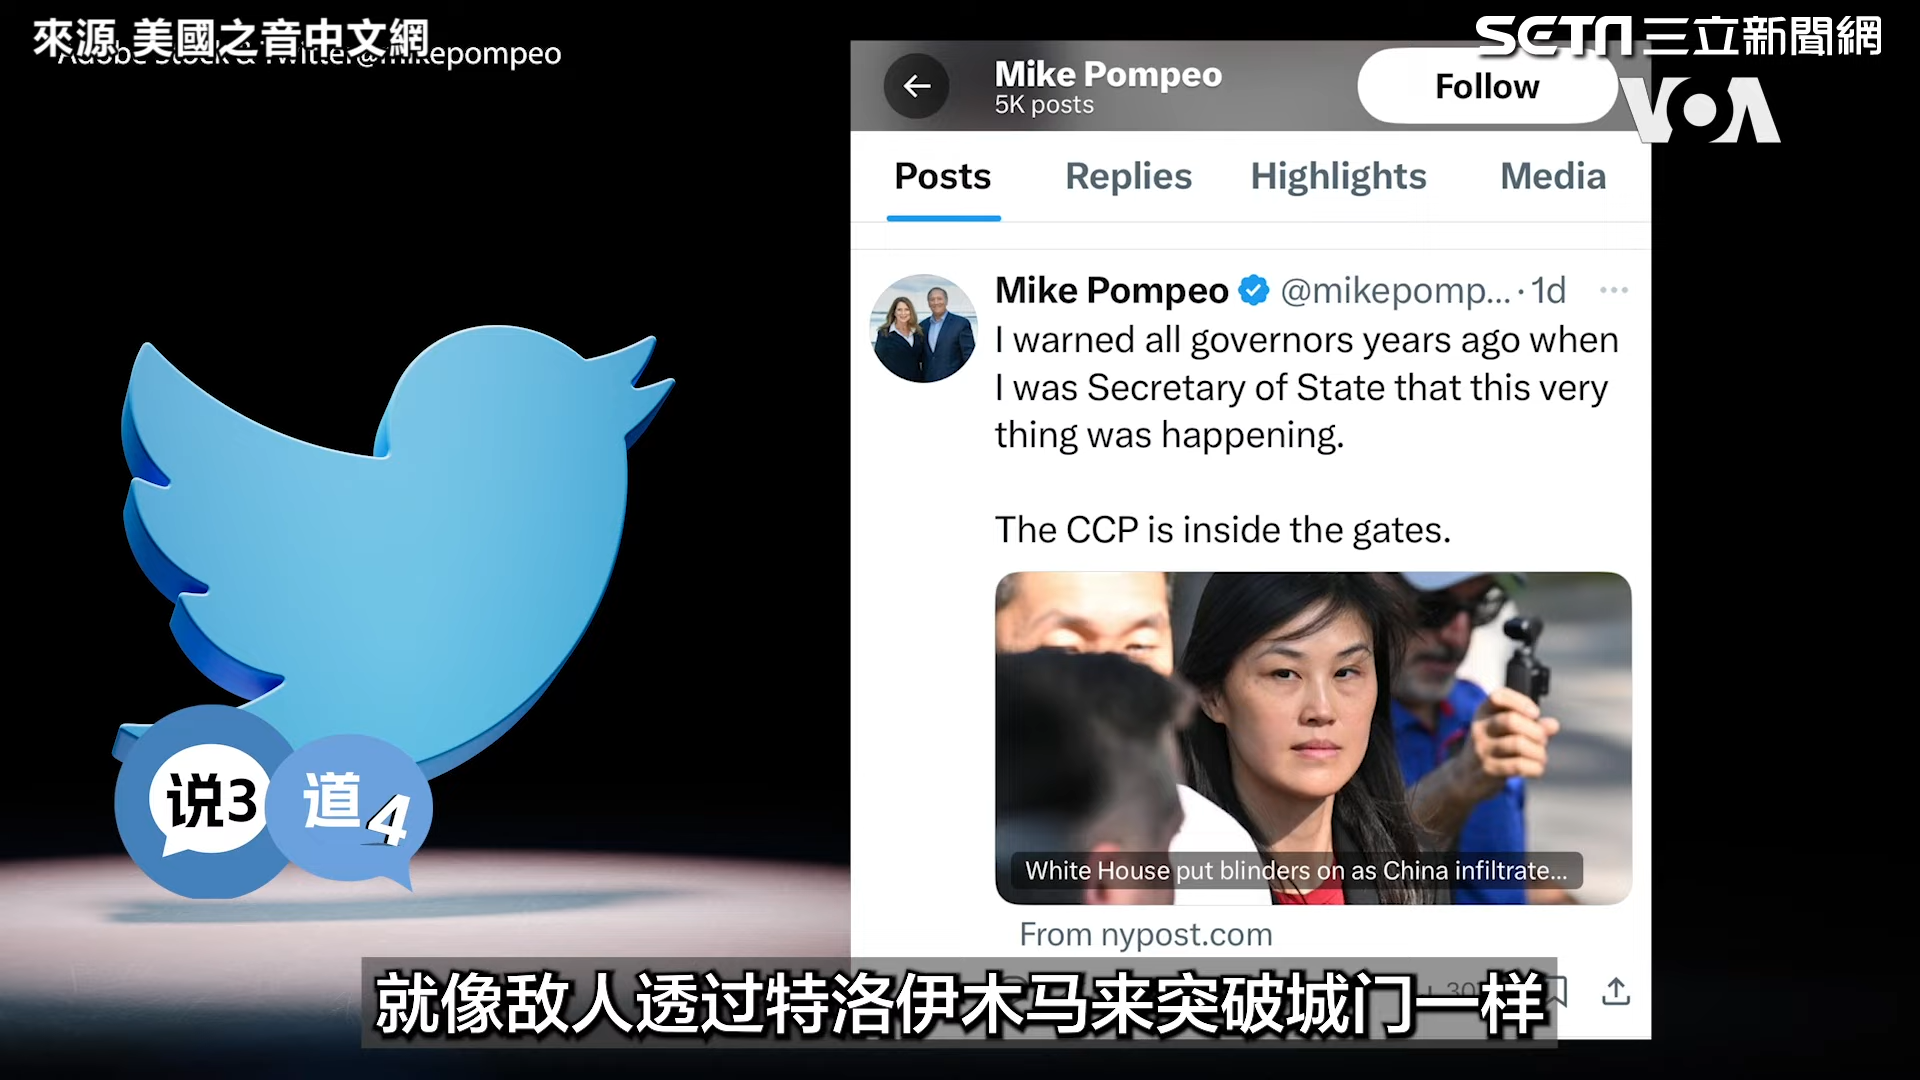 來源 美國之音中文網
Adobe Stock & Twitter@mikepompeo
SETN三立新聞網
VOA
Mike Pompeo
5K posts
Follow
Posts Replies Highlights Media
Mike Pompeo @mikepomp... · 1d
I warned all governors years ago when
I was Secretary of State that this very
thing was happening.
The CCP is inside the gates.
White House put blinders on as China infiltrate...
From nypost.com
说3道4
就像敌人透过特洛伊木马来突破城门一样